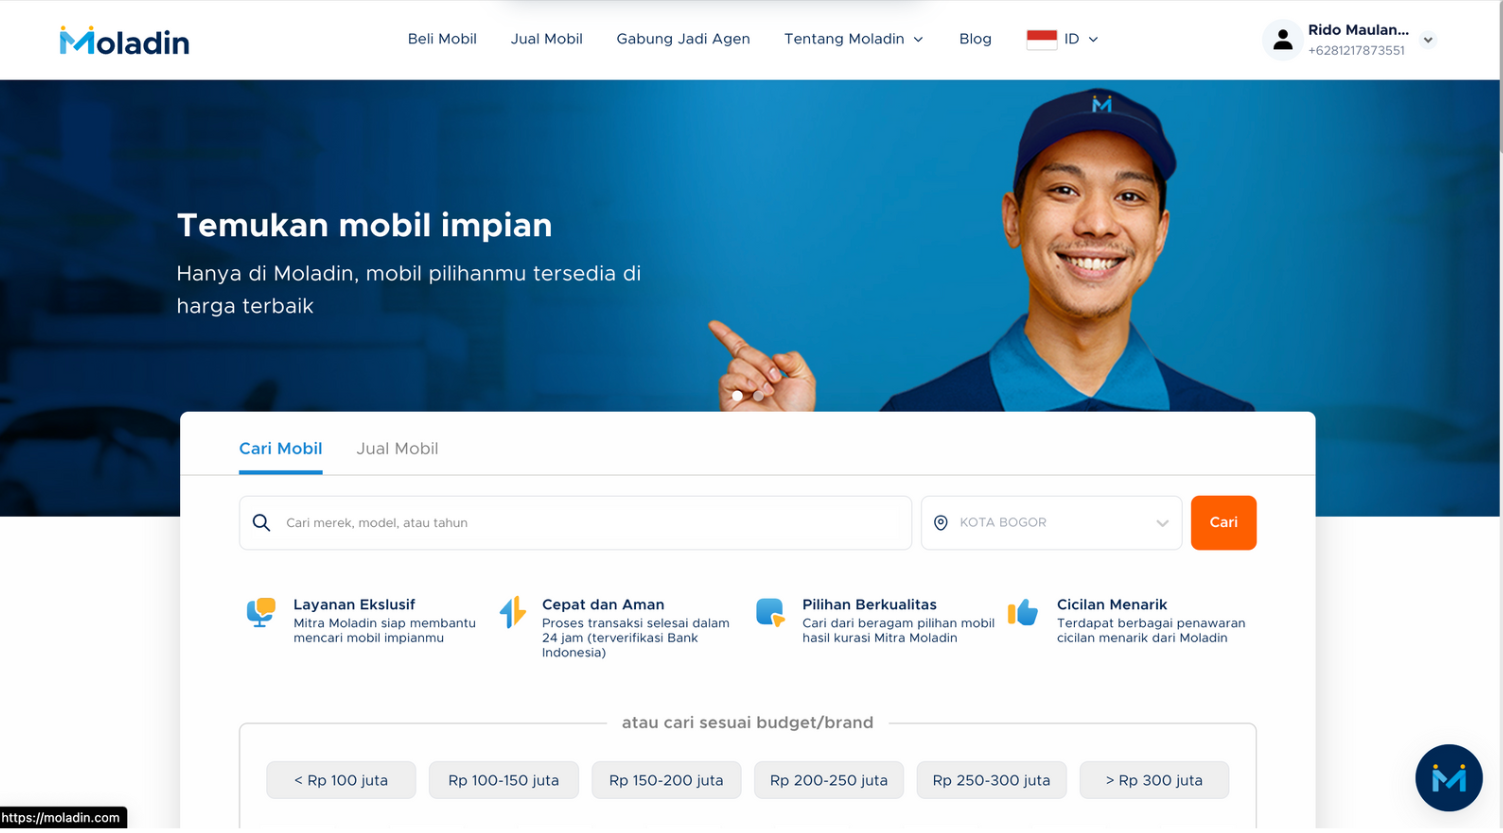 Moladin
Beli Mobil
Jual Mobil
Gabung Jadi Agen
Tentang Moladin
Blog
ID
Rido Maulan...
+6281217873551
Temukan mobil impian
Hanya di Moladin, mobil pilihanmu tersedia di
harga terbaik
Cari Mobil
Jual Mobil
Cari merek, model, atau tahun
KOTA BOGOR
Cari
Layanan Ekslusif
Mitra Moladin siap membantu
mencari mobil impianmu
Cepat dan Aman
Proses transaksi selesai dalam
24 jam (terverifikasi Bank
Indonesia)
Pilihan Berkualitas
Cari dari beragam pilihan mobil
hasil kurasi Mitra Moladin
Cicilan Menarik
Terdapat berbagai penawaran
cicilan menarik dari Moladin
atau cari sesuai budget/brand
< Rp 100 juta
Rp 100-150 juta
Rp 150-200 juta
Rp 200-250 juta
Rp 250-300 juta
> Rp 300 juta
https://moladin.com